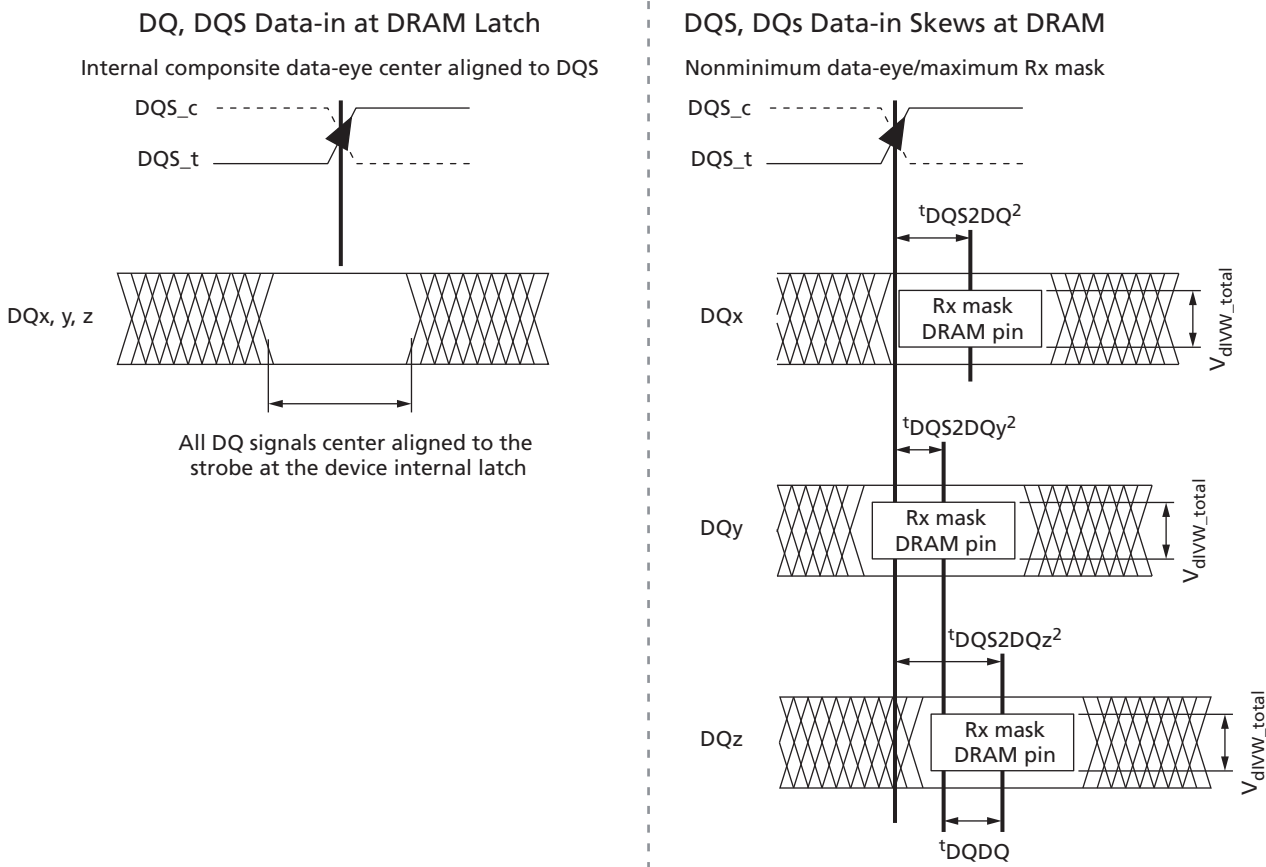 DQ, DQS Data-in at DRAM Latch
Internal componsite data-eye center aligned to DQS
DQS_c
DQS_t
DQx, y, z
All DQ signals center aligned to the
strobe at the device internal latch
DQS, DQs Data-in Skews at DRAM
Nonminimum data-eye/maximum Rx mask
DQS_c
DQS_t
tDQS2DQ2
DQx
Rx mask
DRAM pin
VdIVW_total
tDQS2DQy2
DQy
Rx mask
DRAM pin
VdIVW_total
tDQS2DQz2
DQz
Rx mask
DRAM pin
VdIVW_total
tDQDQ